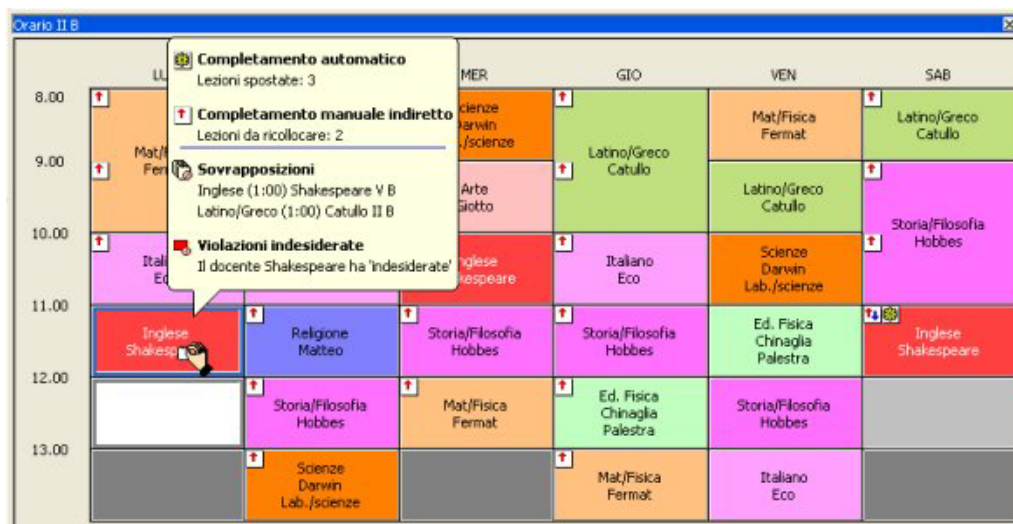 Orario II B
Completamento automatico
Lezioni spostate: 3
Completamento manuale indiretto
Lezioni da ricollocare: 2
Sovrapposizioni
Inglese (1:00) Shakespeare V B
Latino/Greco (1:00) Catullo II B
Violazioni indesiderate
Il docente Shakespeare ha 'indesiderate'
MER
GIO
VEN
SAB
8.00
Mat/Fisica
Fermat
Latino/Greco
Catullo
Latino/Greco
Catullo
9.00
Arte
Giotto
Latino/Greco
Catullo
Storia/Filosofia
Hobbes
10.00
Italiano
Eco
Scienze
Darwin
Lab./scienze
11.00
Inglese
Religione
Matteo
Storia/Filosofia
Hobbes
Storia/Filosofia
Hobbes
Ed. Fisica
Chinaglia
Palestra
Inglese
Shakespeare
12.00
Storia/Filosofia
Hobbes
Mat/Fisica
Fermat
Ed. Fisica
Chinaglia
Palestra
Storia/Filosofia
Hobbes
13.00
Scienze
Darwin
Lab./scienze
Mat/Fisica
Fermat
Italiano
Eco